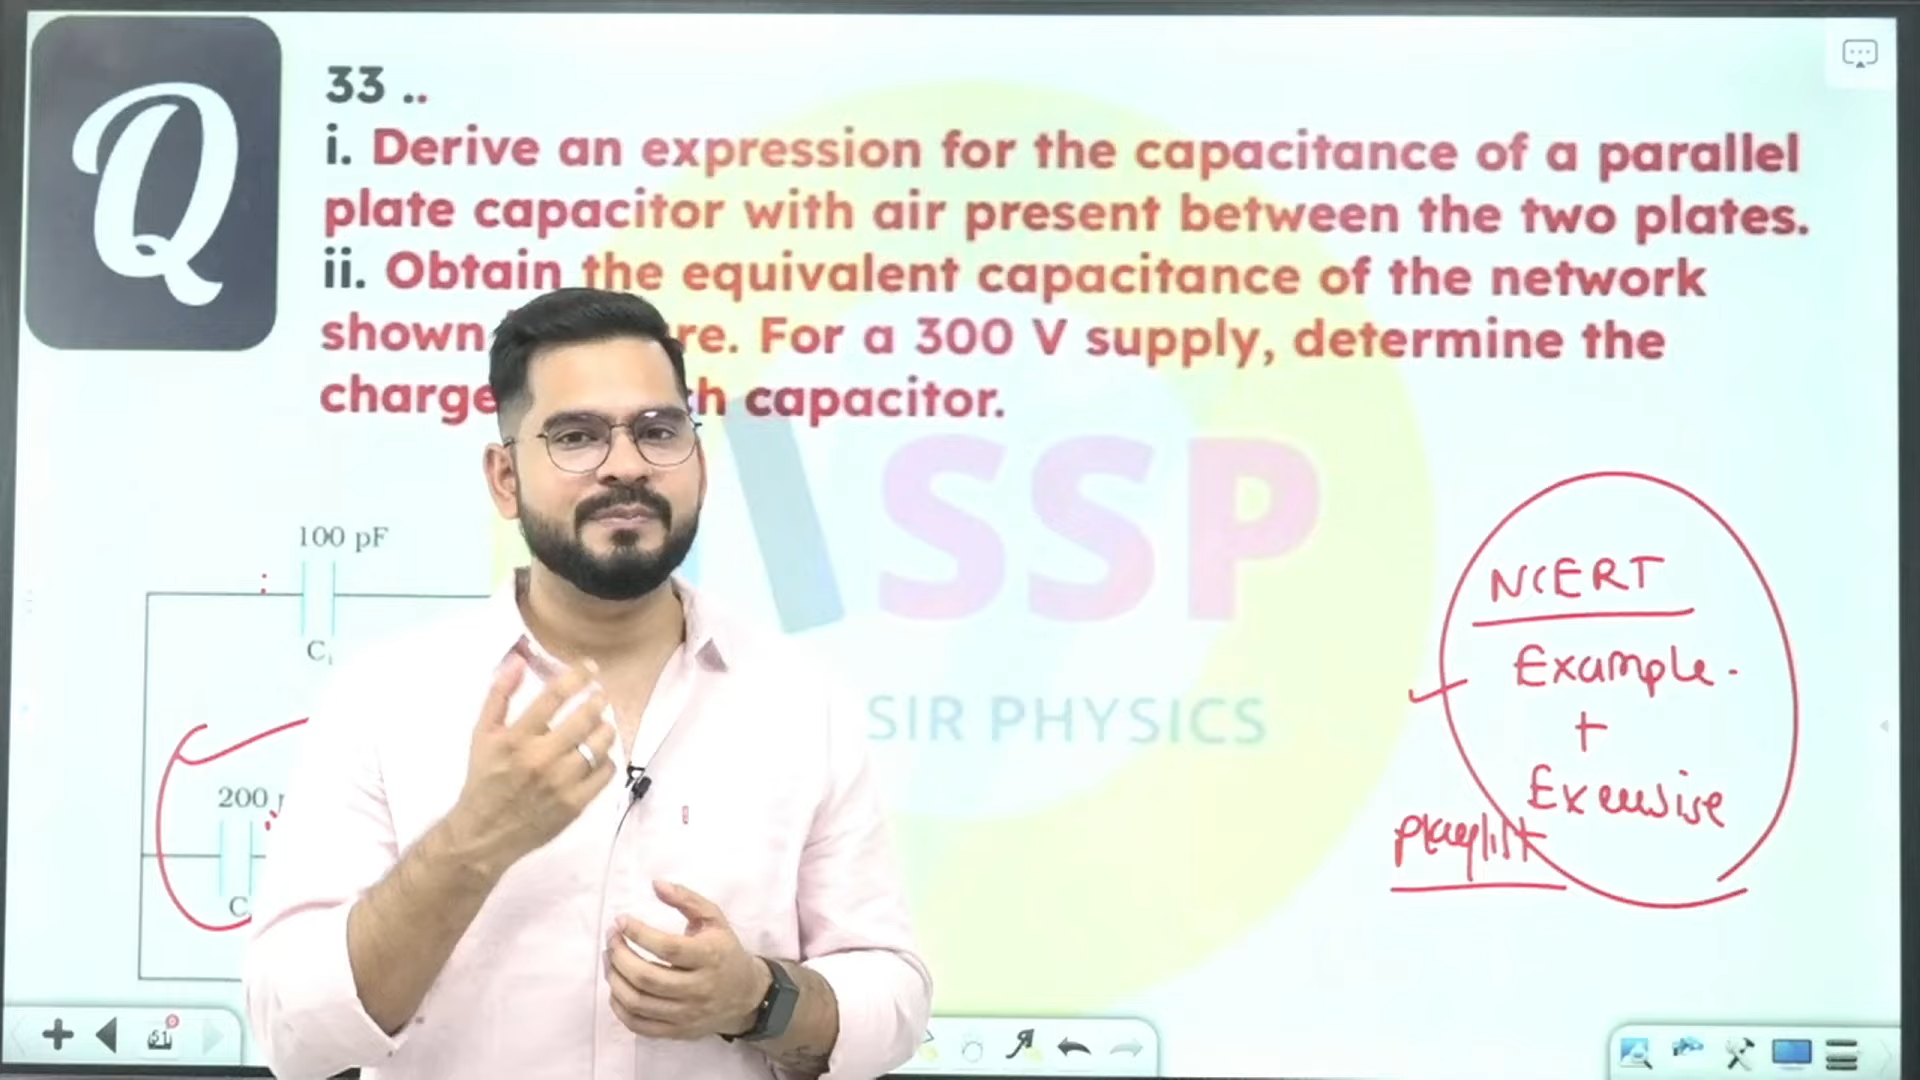 33 ..
i. Derive an expression for the capacitance of a parallel
plate capacitor with air present between the two plates.
ii. Obtain the equivalent capacitance of the network
shown re. For a 300 V supply, determine the
charge h capacitor.
Q
100 pF
C₁
200
C
SSP
SIR PHYSICS
NCERT
Example.
+
Exercise
playlist